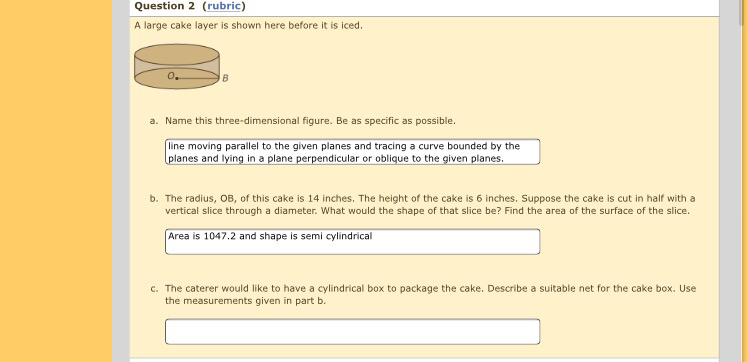 Question 2 (rubric)
A large cake layer is shown here before it is iced.
O
B
a. Name this three-dimensional figure. Be as specific as possible.
line moving parallel to the given planes and tracing a curve bounded by the
planes and lying in a plane perpendicular or oblique to the given planes.
b. The radius, OB, of this cake is 14 inches. The height of the cake is 6 inches. Suppose the cake is cut in half with a
vertical slice through a diameter. What would the shape of that slice be? Find the area of the surface of the slice.
Area is 1047.2 and shape is semi cylindrical
c. The caterer would like to have a cylindrical box to package the cake. Describe a suitable net for the cake box. Use
the measurements given in part b.